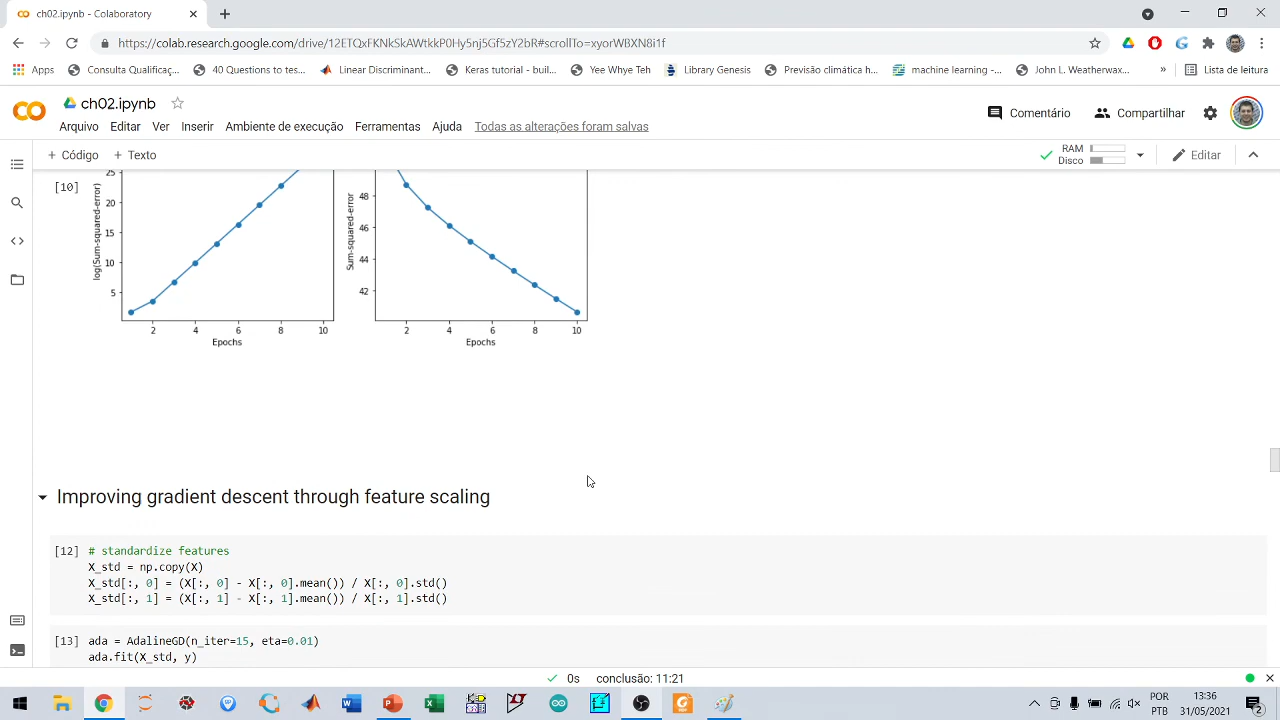 ch02.ipynb - Colaboratory
https://colab.research.google.com/drive/12ETQxFKNkSkAWtkkP0Hy5riEGf5zY2bR#scrollTo=xyorWBXN8i1f
Apps Consulta Qualificaç... 40 Questions to tes... Linear Discriminant... Keras tutorial - buil... Yee Whye Teh Library Genesis Previsão climática h... machine learning -... John L. Weatherwax... » Lista de leitura
ch02.ipynb
Comentário Compartilhar
Arquivo Editar Ver Inserir Ambiente de execução Ferramentas Ajuda Todas as alterações foram salvas
+ Código + Texto
RAM
Disco
Editar
[10]
25
20
15
10
5
log(Sum-squared-error)
2 4 6 8 10
Epochs
48
46
44
42
Sum-squared-error
2 4 6 8 10
Epochs
Improving gradient descent through feature scaling
[12] # standardize features
X_std = np.copy(X)
X_std[:, 0] = (X[:, 0] - X[:, 0].mean()) / X[:, 0].std()
X_std[:, 1] = (X[:, 1] - X[:, 1].mean()) / X[:, 1].std()
[13] ada = AdalineGD(n_iter=15, eta=0.01)
ada.fit(X_std, y)
0s conclusão: 11:21
POR
PTB
13:36
31/05/2021
2